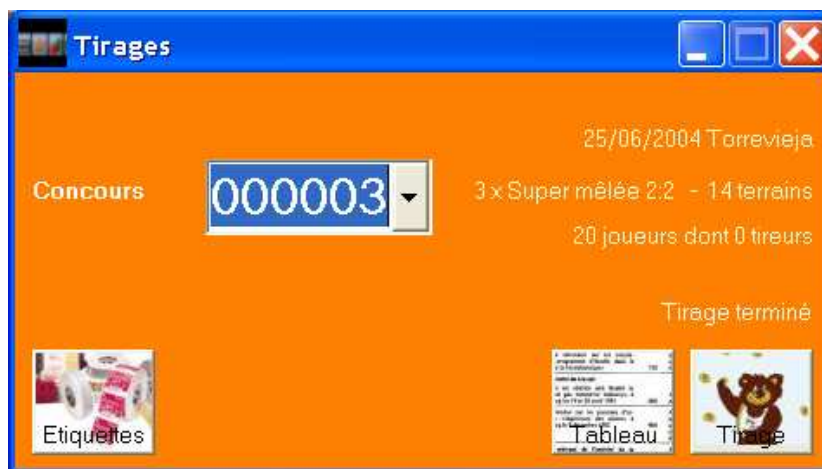 Tirages
25/06/2004 Torrevieja
Concours
000003
3 x Super mêlée 2:2 - 14 terrains
20 joueurs dont 0 tireurs
Tirage terminé
Etiquettes
Tableau
Tirage